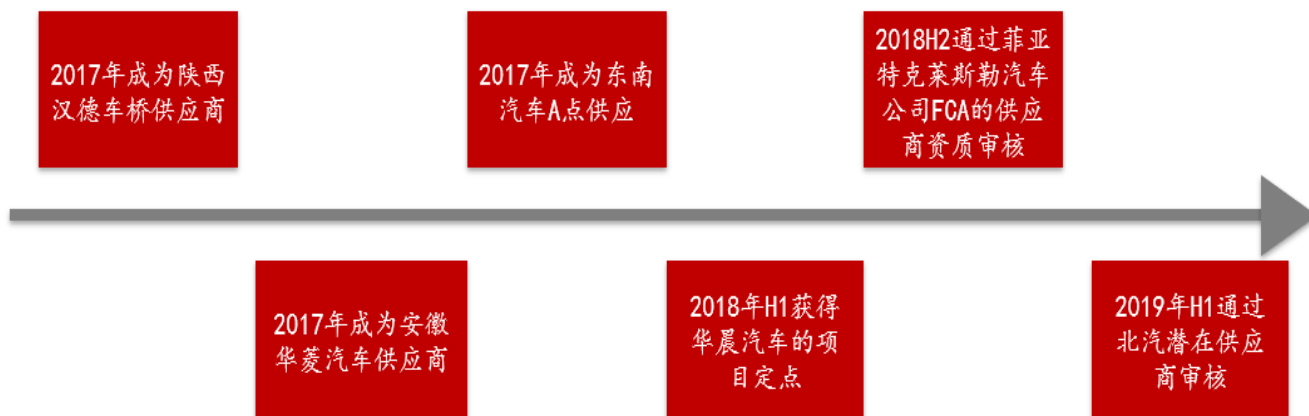 2017年成为陕西
汉德车桥供应商
2017年成为安徽
华菱汽车供应商
2017年成为东南
汽车A点供应
2018年H1获得
华晨汽车的项
目定点
2018H2通过菲亚
特克莱斯勒汽车
公司FCA的供应
商资质审核
2019年H1通过
北汽潜在供应
商审核